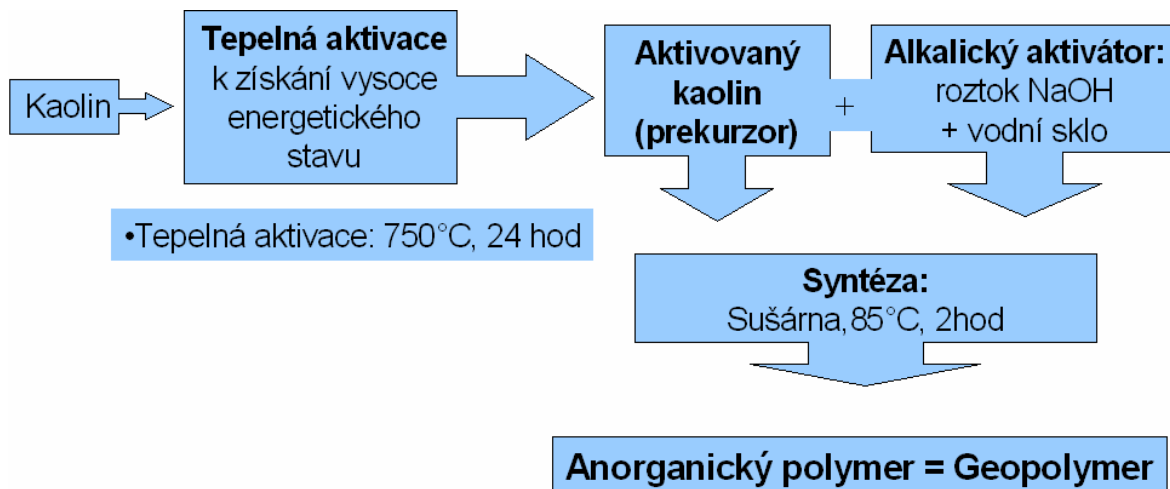 Kaolin
Tepelná aktivace
k získání vysoce
energetického
stavu
Aktivovaný
kaolin
(prekurzor)
+
Alkalický aktivátor:
roztok NaOH
+ vodní sklo
•Tepelná aktivace: 750°C, 24 hod
Syntéza:
Sušárna,85°C, 2hod
Anorganický polymer = Geopolymer